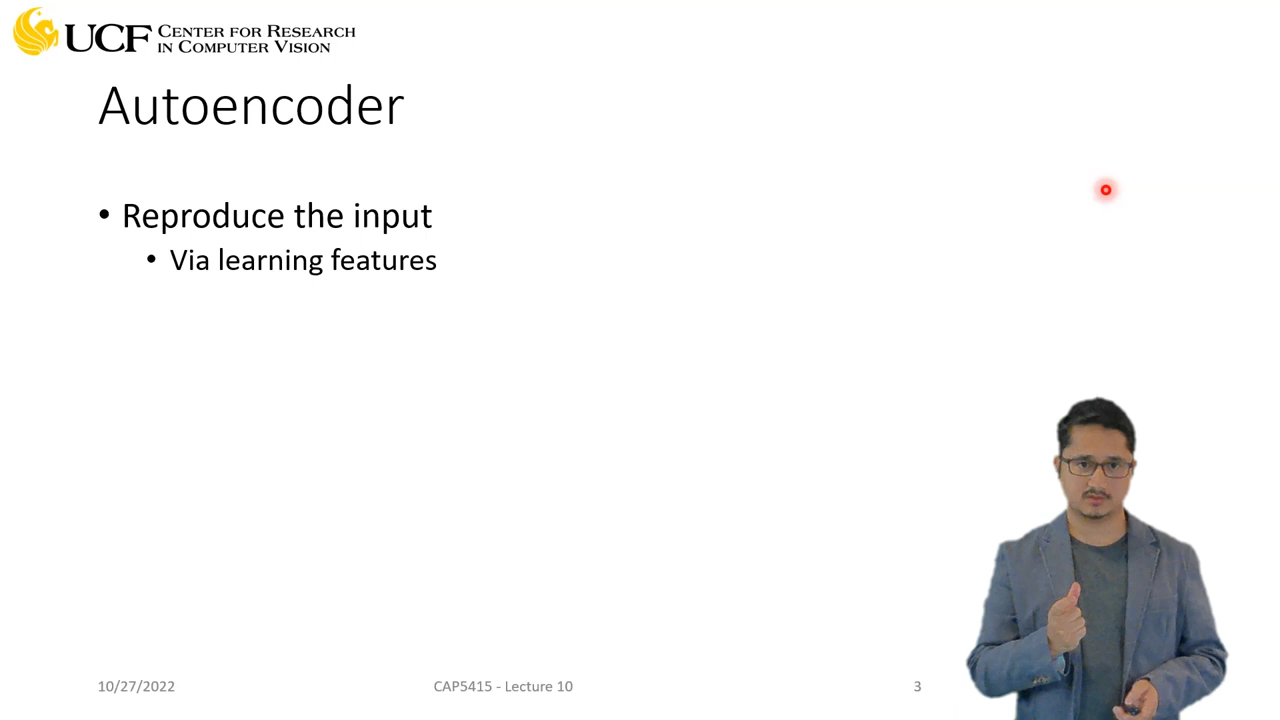 UCF CENTER FOR RESEARCH
IN COMPUTER VISION
Autoencoder
• Reproduce the input
• Via learning features
10/27/2022
CAP5415 - Lecture 10
3